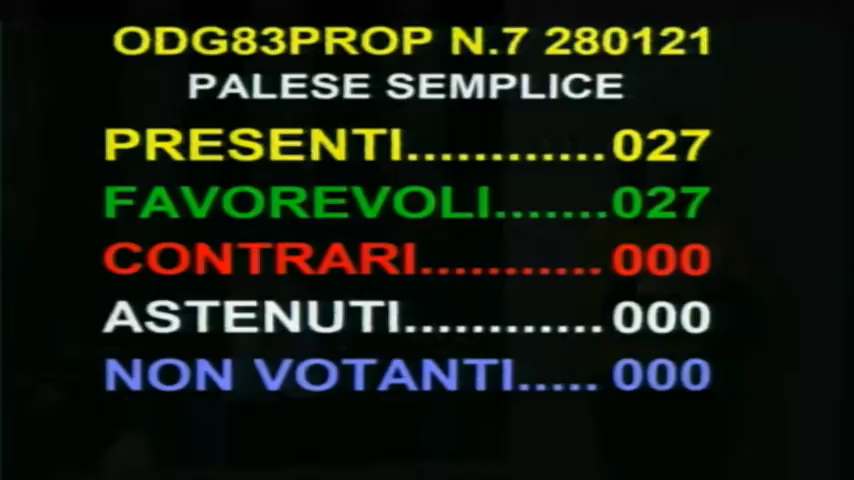 ODG83PROP N.7 280121
PALESE SEMPLICE
PRESENTI............027
FAVOREVOLI.......027
CONTRARI...........000
ASTENUTI............000
NON VOTANTI..... 000